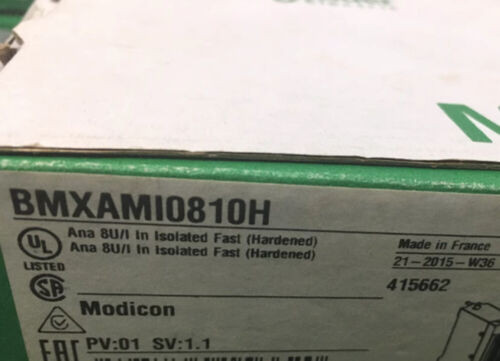 M
BMXAMI0810H
Ana 8U/I In Isolated Fast (Hardened)
Ana 8U/I In Isolated Fast (Hardened)
UL
LISTED
Made in France
21-2015-W36
415662
SA
Modicon
EAC
PV:01 SV:1.1